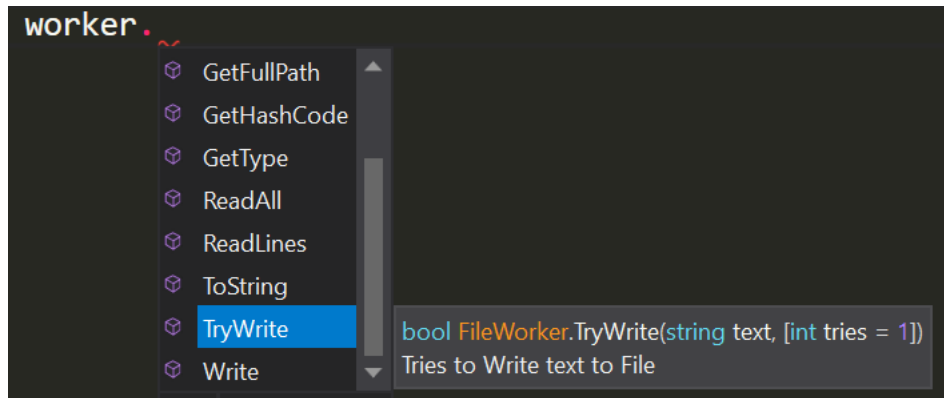 worker.
GetFullPath
GetHashCode
GetType
ReadAll
ReadLines
ToString
TryWrite
bool FileWorker.TryWrite(string text, [int tries = 1])
Tries to Write text to File
Write